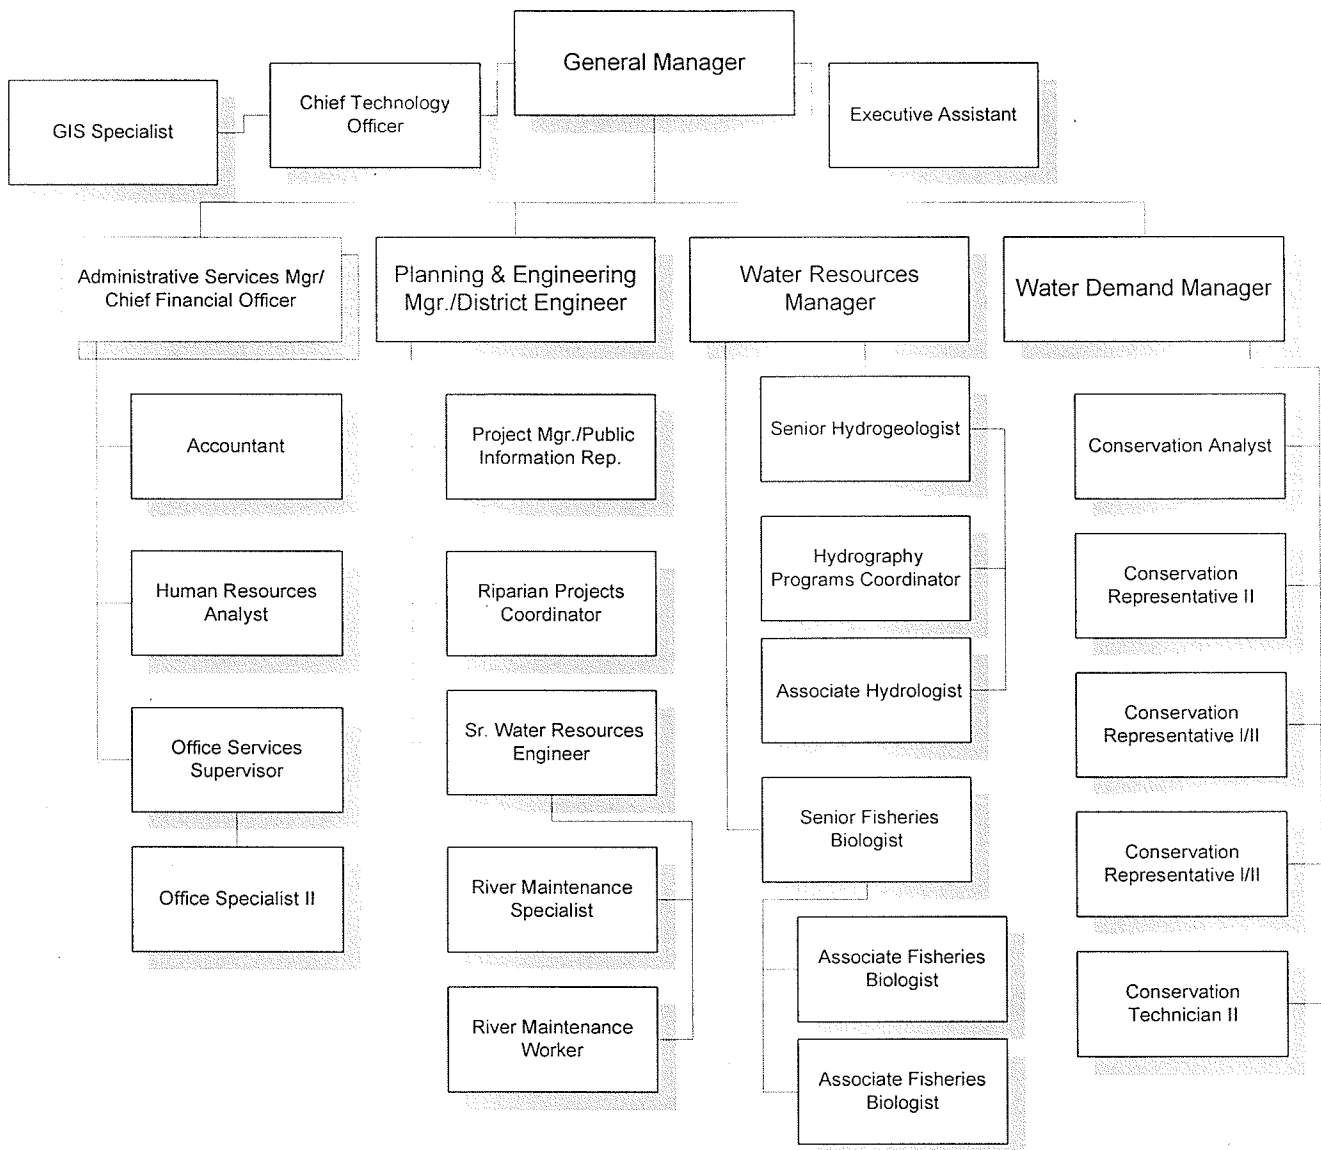 General Manager
Chief Technology
Officer
GIS Specialist
Executive Assistant
Administrative Services Mgr/
Chief Financial Officer
Planning & Engineering
Mgr./District Engineer
Water Resources
Manager
Water Demand Manager
Accountant
Human Resources
Analyst
Office Services
Supervisor
Office Specialist II
Project Mgr./Public
Information Rep.
Riparian Projects
Coordinator
Sr. Water Resources
Engineer
River Maintenance
Specialist
River Maintenance
Worker
Senior Hydrogeologist
Hydrography
Programs Coordinator
Associate Hydrologist
Senior Fisheries
Biologist
Associate Fisheries
Biologist
Associate Fisheries
Biologist
Conservation Analyst
Conservation
Representative II
Conservation
Representative I/II
Conservation
Representative I/II
Conservation
Technician II